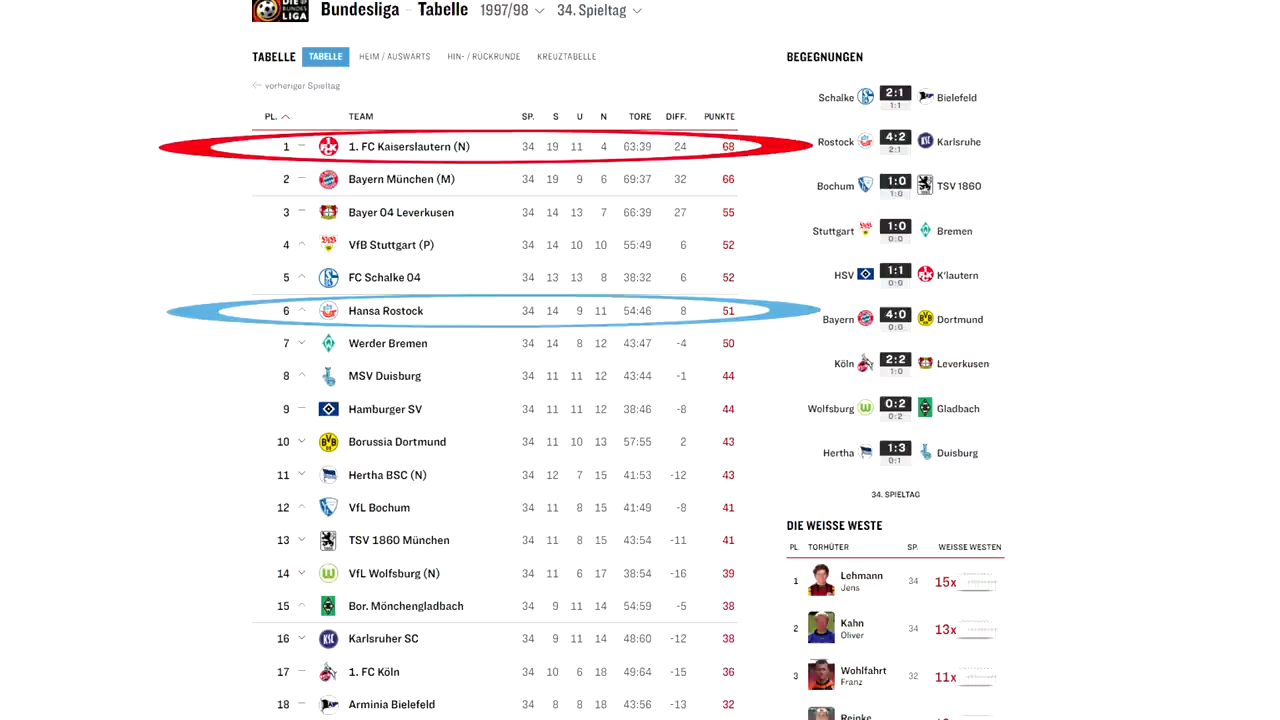 DIE BUNDES LIGA Bundesliga - Tabelle 1997/98 34. Spieltag
TABELLE TABELLE HEIM / AUSWÄRTS HIN- / RÜCKRUNDE KREUZTABELLE
← vorheriger Spieltag
PL. TEAM SP. S U N TORE DIFF. PUNKTE
1 – 1. FC Kaiserslautern (N) 34 19 11 4 63:39 24 68
2 – Bayern München (M) 34 19 9 6 69:37 32 66
3 – Bayer 04 Leverkusen 34 14 13 7 66:39 27 55
4 VfB Stuttgart (P) 34 14 10 10 55:49 6 52
5 FC Schalke 04 34 13 13 8 38:32 6 52
6 Hansa Rostock 34 14 9 11 54:46 8 51
7 Werder Bremen 34 14 8 12 43:47 -4 50
8 MSV Duisburg 34 11 11 12 43:44 -1 44
9 – Hamburger SV 34 11 11 12 38:46 -8 44
10 Borussia Dortmund 34 11 10 13 57:55 2 43
11 Hertha BSC (N) 34 12 7 15 41:53 -12 43
12 VfL Bochum 34 11 8 15 41:49 -8 41
13 TSV 1860 München 34 11 8 15 43:54 -11 41
14 VfL Wolfsburg (N) 34 11 6 17 38:54 -16 39
15 Bor. Mönchengladbach 34 9 11 14 54:59 -5 38
16 Karlsruher SC 34 9 11 14 48:60 -12 38
17 – 1. FC Köln 34 10 6 18 49:64 -15 36
18 – Arminia Bielefeld 34 8 8 18 43:56 -13 32
BEGEGNUNGEN
Schalke 2:1 Bielefeld
1:1
Rostock 4:2 Karlsruhe
2:1
Bochum 1:0 TSV 1860
1:0
Stuttgart 1:0 Bremen
0:0
HSV 1:1 K'lautern
0:0
Bayern 4:0 Dortmund
0:0
Köln 2:2 Leverkusen
1:0
Wolfsburg 0:2 Gladbach
0:2
Hertha 1:3 Duisburg
0:1
34. SPIELTAG
DIE WEISSE WESTE
PL. TORHÜTER SP. WEISSE WESTEN
1 Lehmann 34 15x
Jens
2 Kahn 34 13x
Oliver
3 Wohlfahrt 32 11x
Franz